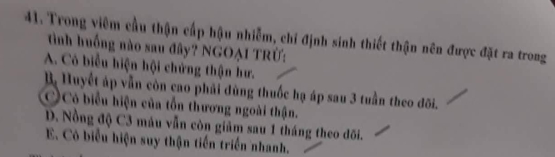 41. Trong viêm cầu thận cấp hậu nhiễm, chỉ định sinh thiết thận nên được đặt ra trong
tình huống nào sau đây? NGOẠI TRỪ:
A. Có biểu hiện hội chứng thận hư.
B. Huyết áp vẫn còn cao phải dùng thuốc hạ áp sau 3 tuần theo dõi.
C. Có biểu hiện của tổn thương ngoài thận.
D. Nồng độ C3 máu vẫn còn giảm sau 1 tháng theo dõi.
E. Có biểu hiện suy thận tiến triển nhanh.